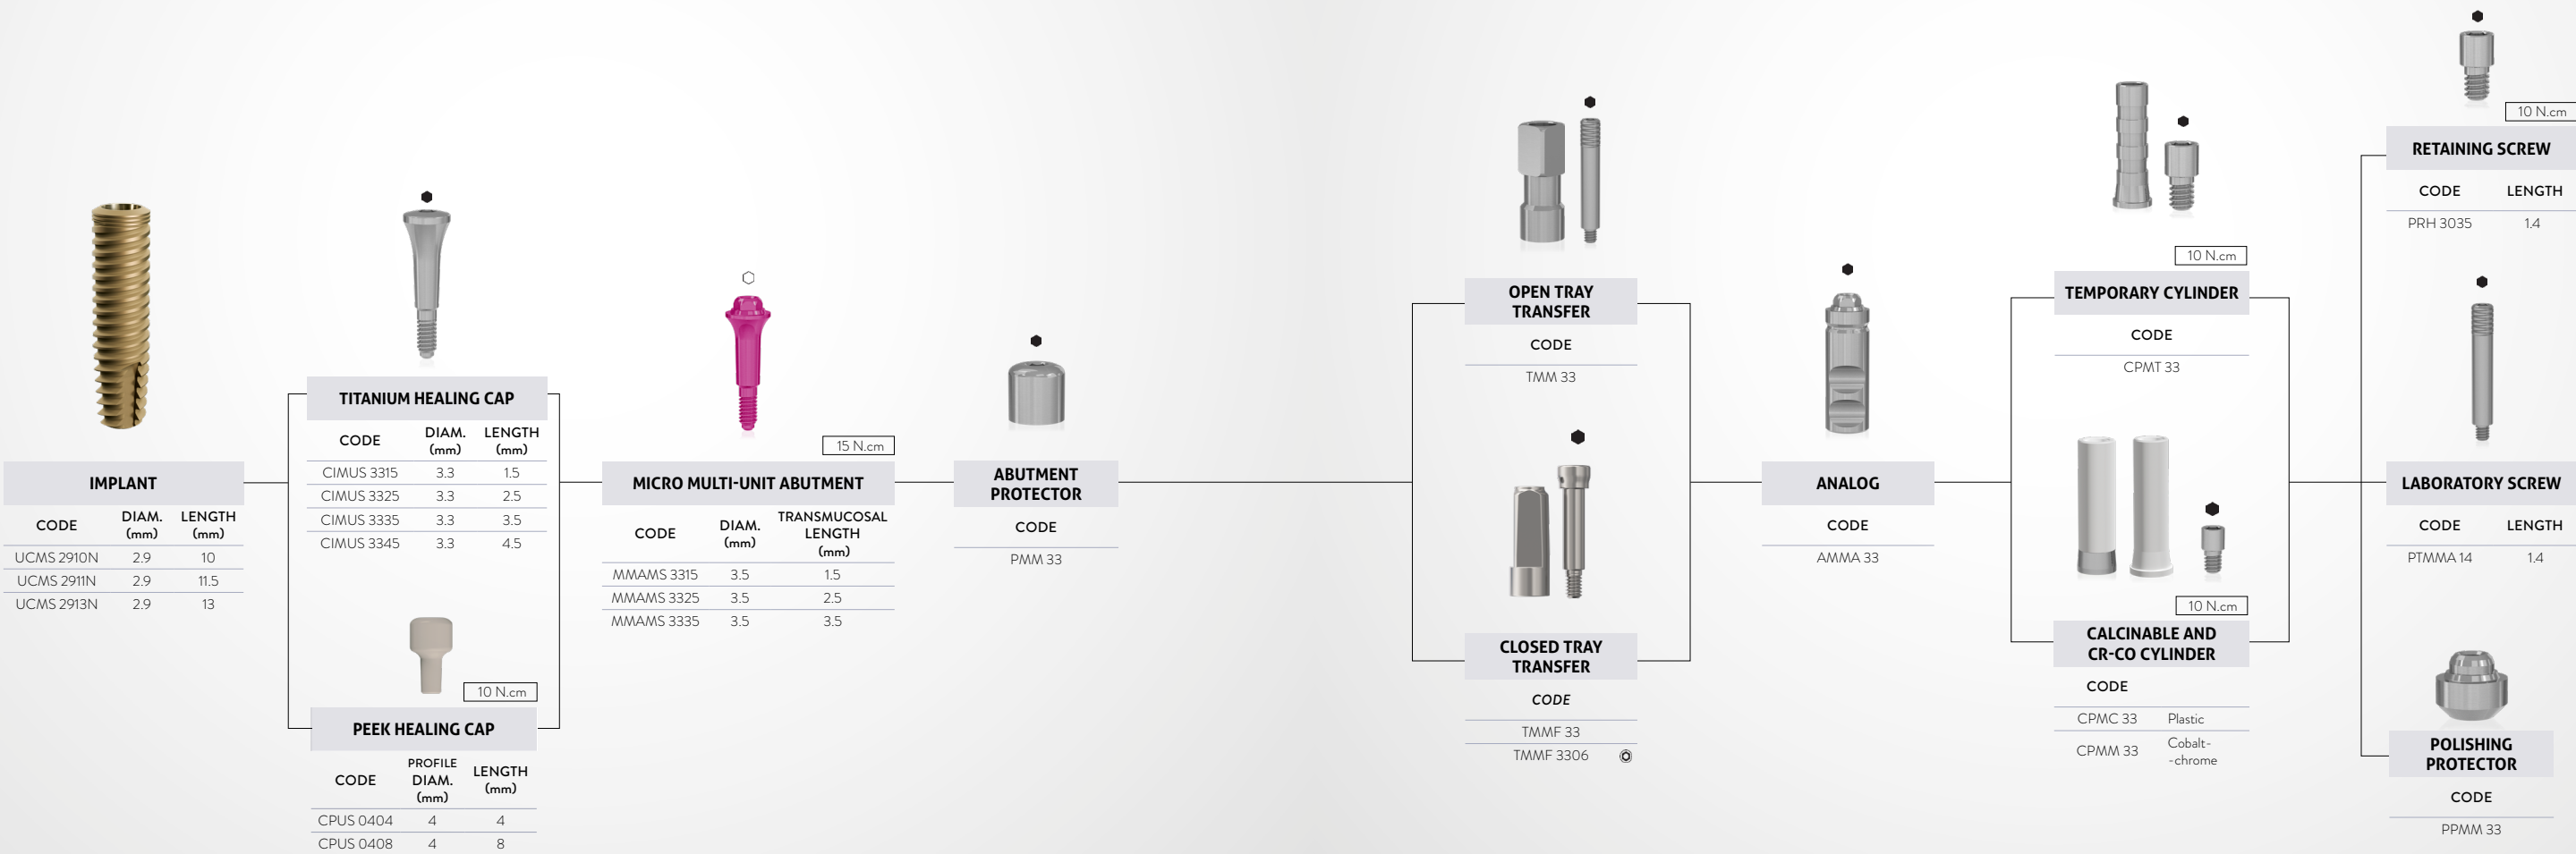 IMPLANT
CODE DIAM. (mm) LENGTH (mm)
UCMS 2910N 2.9 10
UCMS 2911N 2.9 11.5
UCMS 2913N 2.9 13
TITANIUM HEALING CAP
CODE DIAM. (mm) LENGTH (mm)
CIMUS 3315 3.3 1.5
CIMUS 3325 3.3 2.5
CIMUS 3335 3.3 3.5
CIMUS 3345 3.3 4.5
10 N.cm
PEEK HEALING CAP
CODE PROFILE DIAM. (mm) LENGTH (mm)
CPUS 0404 4 4
CPUS 0408 4 8
15 N.cm
MICRO MULTI-UNIT ABUTMENT
CODE DIAM. (mm) TRANSMUCOSAL LENGTH (mm)
MMAMS 3315 3.5 1.5
MMAMS 3325 3.5 2.5
MMAMS 3335 3.5 3.5
ABUTMENT
PROTECTOR
CODE
PMM 33
OPEN TRAY
TRANSFER
CODE
TMM 33
CLOSED TRAY
TRANSFER
CODE
TMMF 33
TMMF 3306
ANALOG
CODE
AMMA 33
10 N.cm
TEMPORARY CYLINDER
CODE
CPMT 33
10 N.cm
CALCINABLE AND
CR-CO CYLINDER
CODE
CPMC 33 Plastic
CPMM 33 Cobalt-
-chrome
10 N.cm
RETAINING SCREW
CODE LENGTH
PRH 3035 1.4
LABORATORY SCREW
CODE LENGTH
PTMMA 14 1.4
POLISHING
PROTECTOR
CODE
PPMM 33